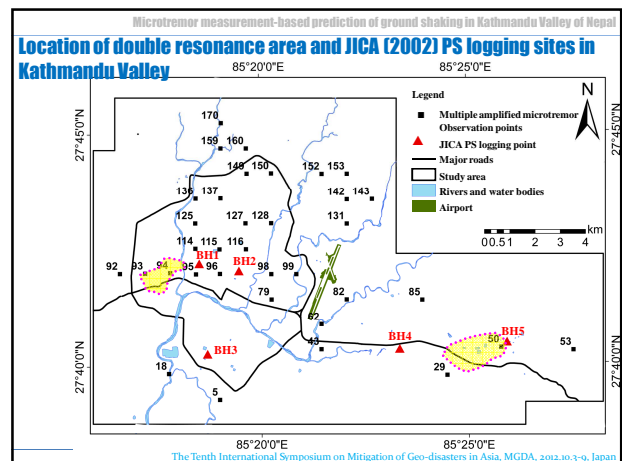 Microtremor measurement-based prediction of ground shaking in Kathmandu Valley of Nepal
Location of double resonance area and JICA (2002) PS logging sites in
Kathmandu Valley
85°20'0"E 85°25'0"E
27°45'0"N 27°45'0"N
27°40'0"N 27°40'0"N
85°20'0"E 85°25'0"E
N
Legend
Multiple amplified microtremor
Observation points
JICA PS logging point
Major roads
Study area
Rivers and water bodies
Airport
0 0.5 1 2 3 4 km
170
159 160
149 150 152 153
136 137 142 143
125 127 128 131
114 115 116
BH1 BH2
92 93 94 95 96 98 99
79 82 85
62
43 BH4 50 BH5 53
BH3
18 29
5
The Tenth International Symposium on Mitigation of Geo-disasters in Asia, MGDA, 2012.10.3-9, Japan